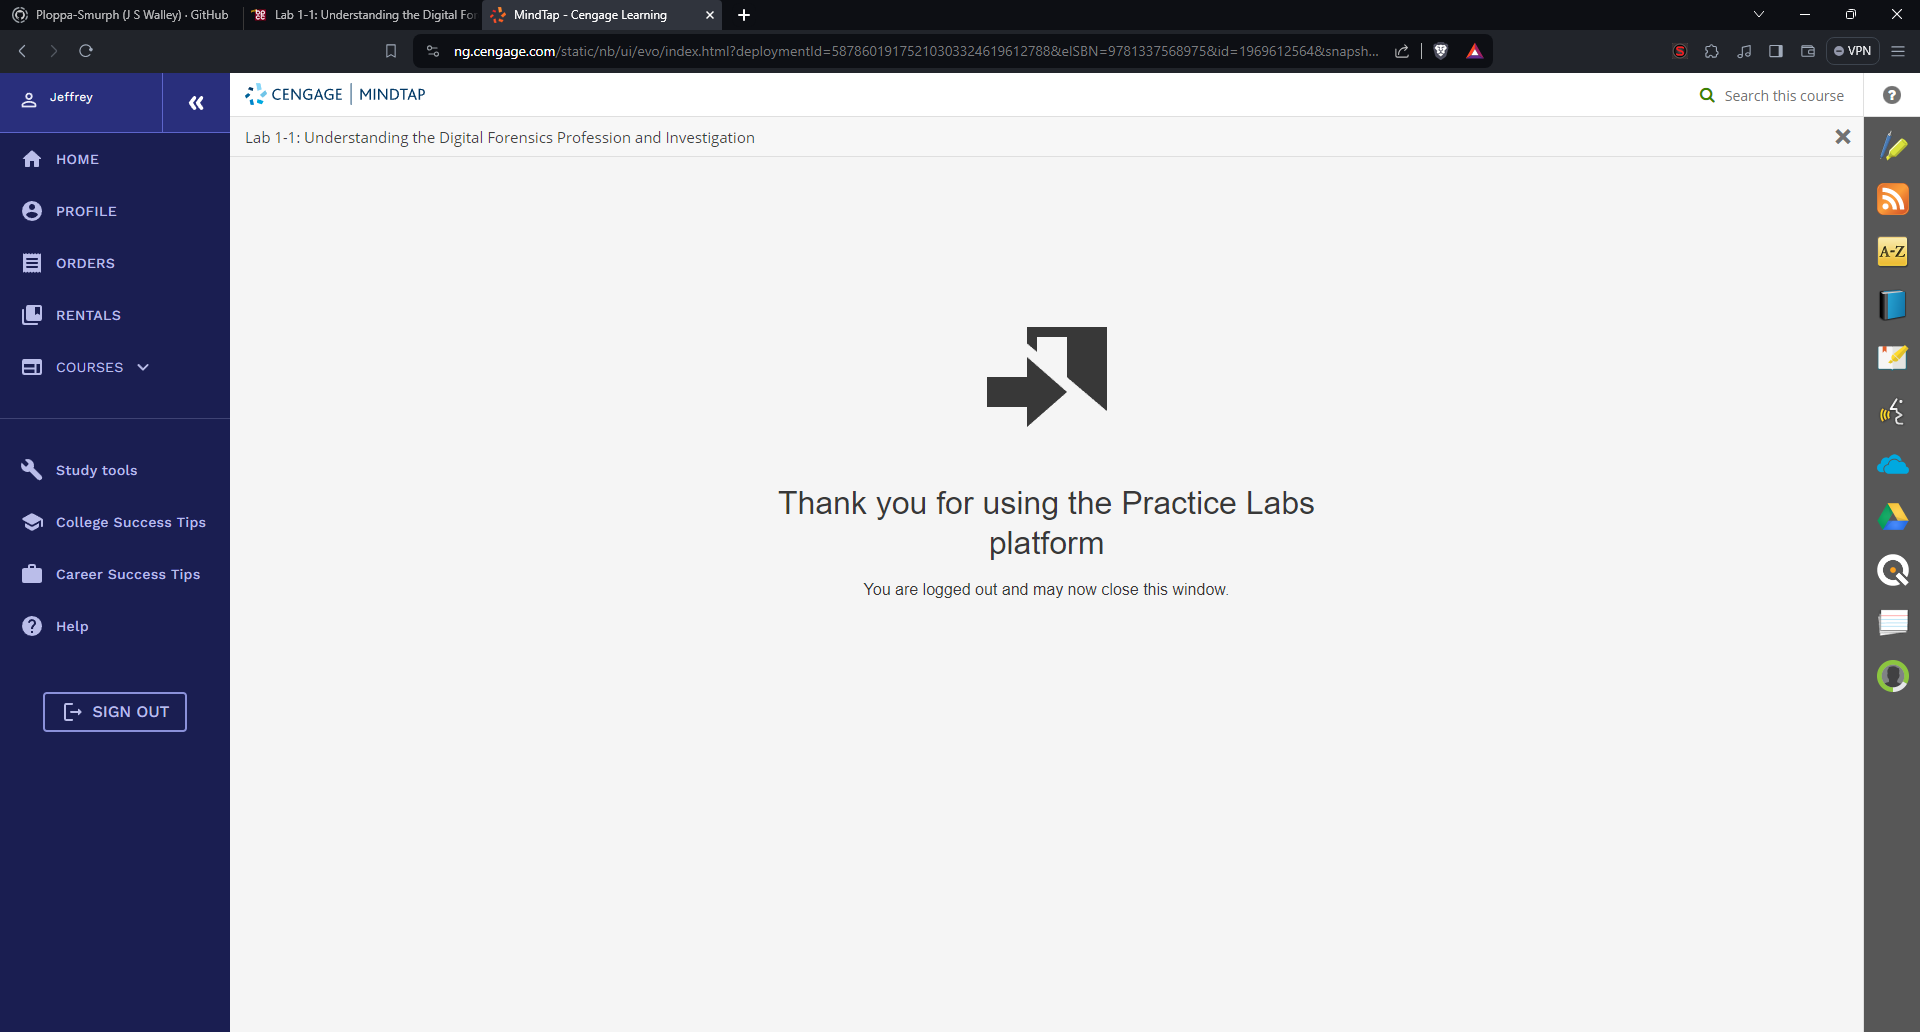 Ploppa-Smurph (J S Walley) · GitHub
Lab 1-1: Understanding the Digital Fo
MindTap - Cengage Learning
ng.cengage.com/static/nb/ui/evo/index.html?deploymentId=5878601917521030332461961278​8&eISBN=9781337568975&id=1969612564&snapsh...
VPN
Jeffrey
CENGAGE | MINDTAP
Search this course
Lab 1-1: Understanding the Digital Forensics Profession and Investigation
HOME
PROFILE
ORDERS
RENTALS
COURSES
Study tools
College Success Tips
Career Success Tips
Help
SIGN OUT
A-Z
Thank you for using the Practice Labs
platform
You are logged out and may now close this window.